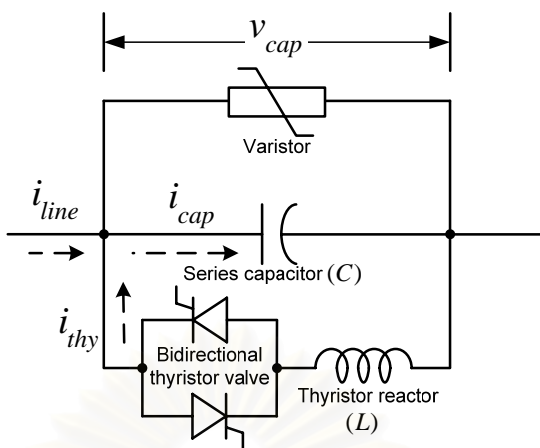 v_cap
Varistor
i_line
i_cap
Series capacitor (C)
i_thy
Bidirectional
thyristor valve
Thyristor reactor
(L)